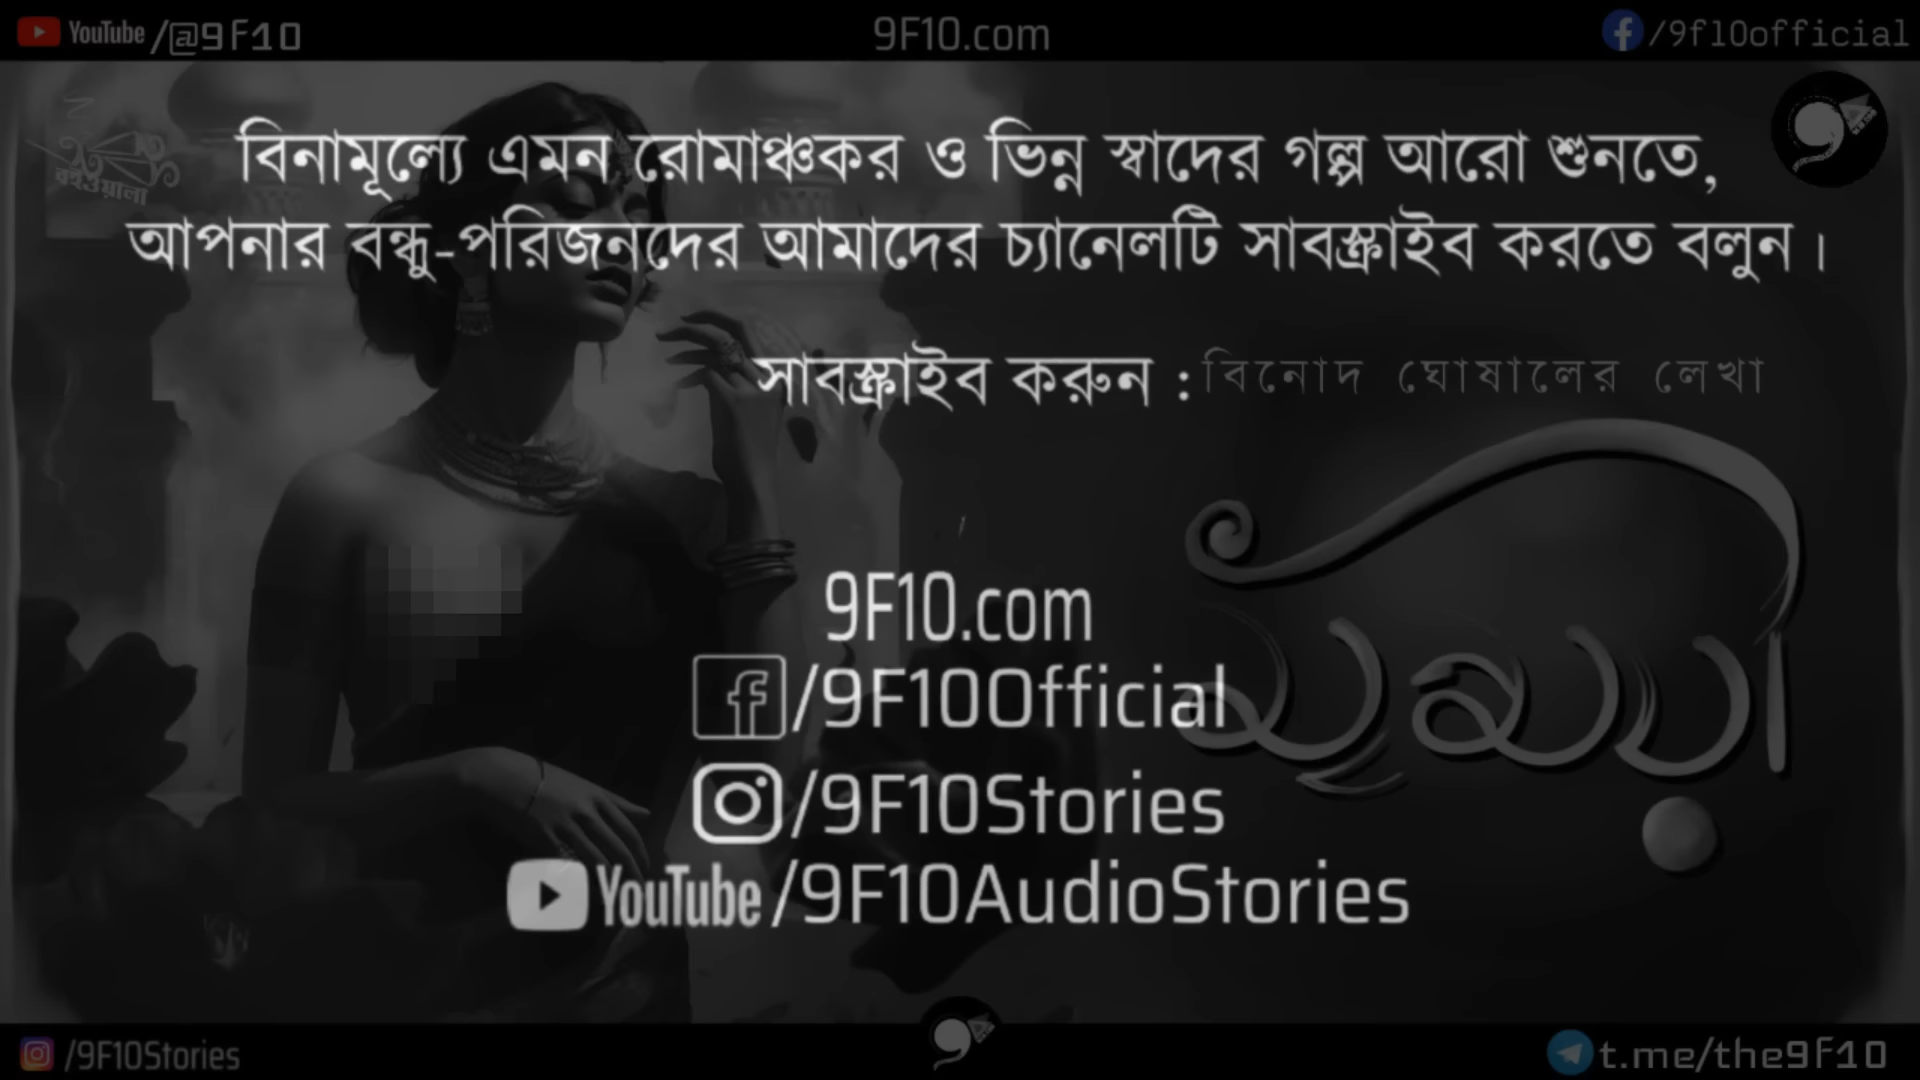 YouTube /@9F10
9F10.com
/9f10official
বইওয়ালা
বিনামূল্যে এমন রোমাঞ্চকর ও ভিন্ন স্বাদের গল্প আরো শুনতে,
আপনার বন্ধু-পরিজনদের আমাদের চ্যানেলটি সাবস্ক্রাইব করতে বলুন।
সাবস্ক্রাইব করুন :
বিনোদ ঘোষালের লেখা
9F10.com
/9F10Official
/9F10Stories
YouTube /9F10AudioStories
/9F10Stories
t.me/the9F10